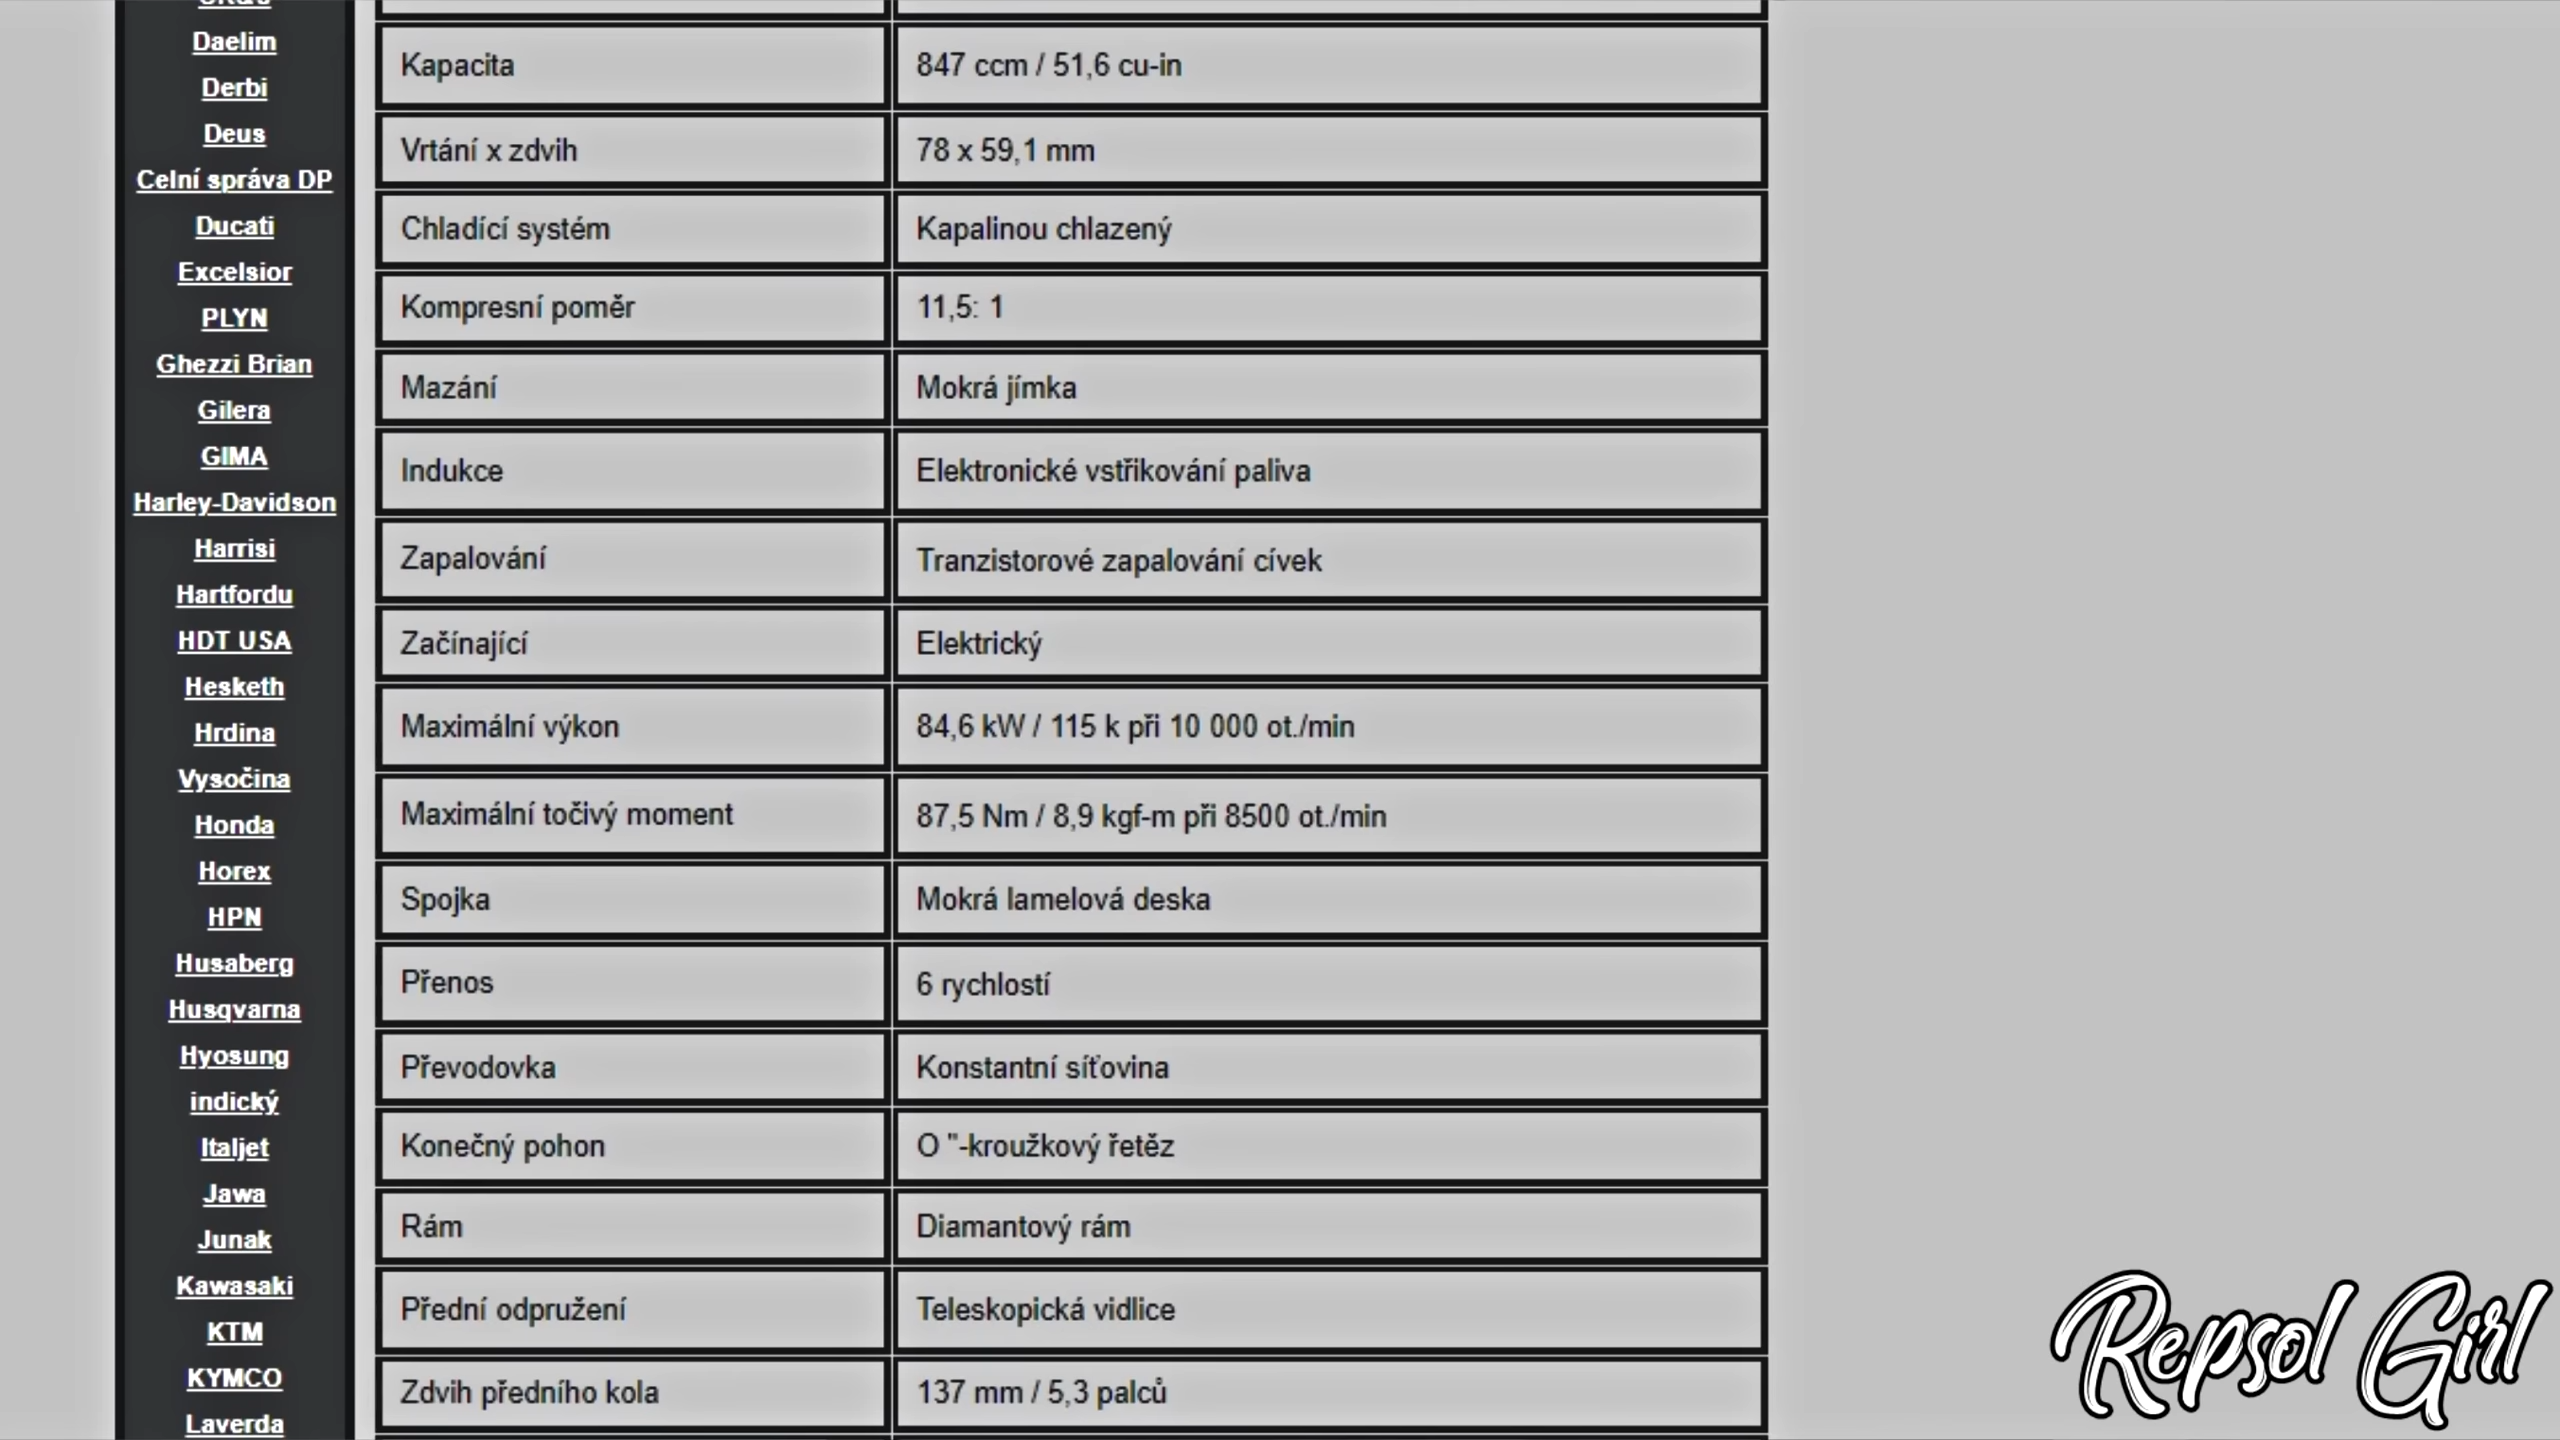 Daelim
Derbi
Deus
Celní správa DP
Ducati
Excelsior
PLYN
Ghezzi Brian
Gilera
GIMA
Harley-Davidson
Harrisi
Hartfordu
HDT USA
Hesketh
Hrdina
Vysočina
Honda
Horex
HPN
Husaberg
Husqvarna
Hyosung
indický
Italjet
Jawa
Junak
Kawasaki
KTM
KYMCO
Laverda
Kapacita 847 ccm / 51,6 cu-in
Vrtání x zdvih 78 x 59,1 mm
Chladící systém Kapalinou chlazený
Kompresní poměr 11,5: 1
Mazání Mokrá jímka
Indukce Elektronické vstřikování paliva
Zapalování Tranzistorové zapalování cívek
Začínající Elektrický
Maximální výkon 84,6 kW / 115 k při 10 000 ot./min
Maximální točivý moment 87,5 Nm / 8,9 kgf-m při 8500 ot./min
Spojka Mokrá lamelová deska
Přenos 6 rychlostí
Převodovka Konstantní síťovina
Konečný pohon O "-kroužkový řetěz
Rám Diamantový rám
Přední odpružení Teleskopická vidlice
Zdvih předního kola 137 mm / 5,3 palců
Repsol Girl